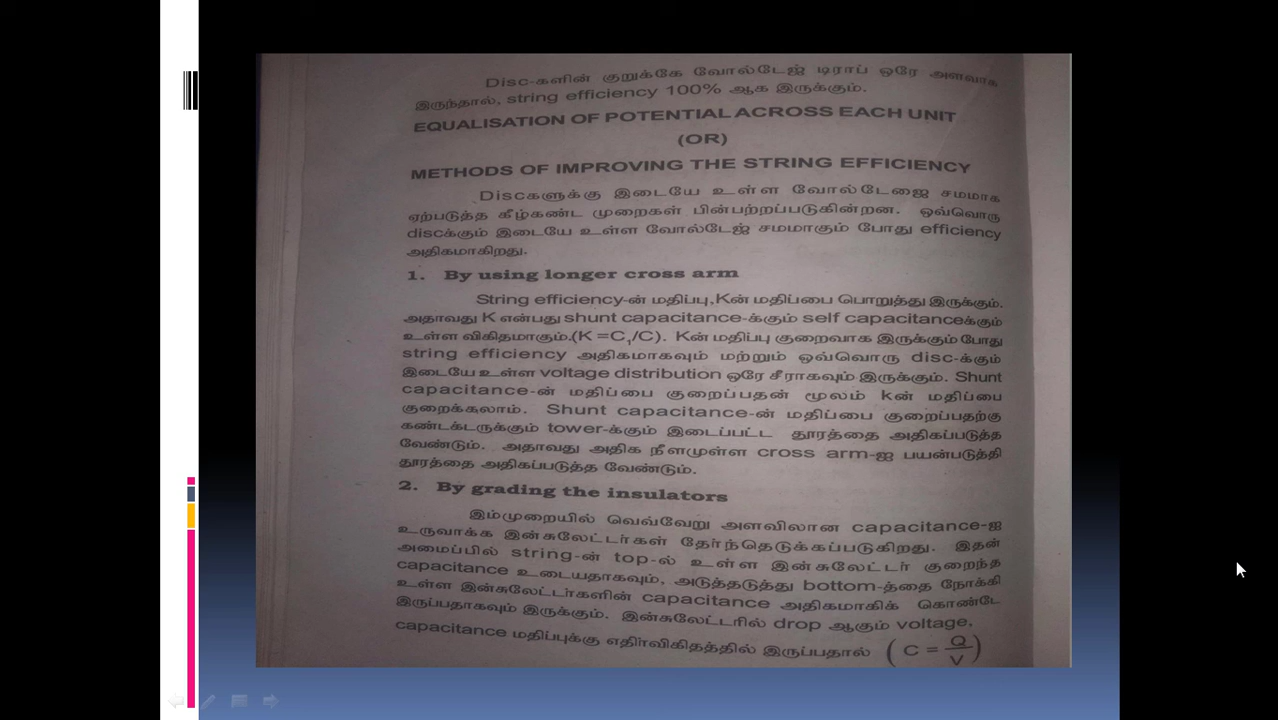 Disc-களின் குறுக்கே வோல்டேஜ் டிராப் ஒரே அளவாக
இருந்தால், string efficiency 100% ஆக இருக்கும்.
EQUALISATION OF POTENTIAL ACROSS EACH UNIT
(OR)
METHODS OF IMPROVING THE STRING EFFICIENCY
Discகளுக்கு இடையே உள்ள வோல்டேஜை சமமாக
ஏற்படுத்த கீழ்கண்ட முறைகள் பின்பற்றப்படுகின்றன. ஒவ்வொரு
discக்கும் இடையே உள்ள வோல்டேஜ் சமமாகும் போது efficiency
அதிகமாகிறது.
1. By using longer cross arm
String efficiency-ன் மதிப்பு, Kன் மதிப்பை பொறுத்து இருக்கும்.
அதாவது K என்பது shunt capacitance-க்கும் self capacitanceக்கும்
உள்ள விகிதமாகும்.(K =C₁/C). Kன் மதிப்பு குறைவாக இருக்கும் போது
string efficiency அதிகமாகவும் மற்றும் ஒவ்வொரு disc-க்கும்
இடையே உள்ள voltage distribution ஒரே சீராகவும் இருக்கும். Shunt
capacitance-ன் மதிப்பை குறைப்பதன் மூலம் kன் மதிப்பை
குறைக்கலாம். Shunt capacitance-ன் மதிப்பை குறைப்பதற்கு
கண்டக்டருக்கும் tower-க்கும் இடைப்பட்ட தூரத்தை அதிகப்படுத்த
வேண்டும். அதாவது அதிக நீளமுள்ள cross arm-ஐ பயன்படுத்தி
தூரத்தை அதிகப்படுத்த வேண்டும்.
2. By grading the insulators
இம்முறையில் வெவ்வேறு அளவிலான capacitance-ஐ
உருவாக்க இன்சுலேட்டர்கள் தேர்ந்தெடுக்கப்படுகிறது. இதன்
அமைப்பில் string-ன் top-ல் உள்ள இன்சுலேட்டர் குறைந்த
capacitance உடையதாகவும், அடுத்தடுத்து bottom-த்தை நோக்கி
உள்ள இன்சுலேட்டர்களின் capacitance அதிகமாகிக் கொண்டே
இருப்பதாகவும் இருக்கும். இன்சுலேட்டரில் drop ஆகும் voltage.
capacitance மதிப்புக்கு எதிர்விகிதத்தில் இருப்பதால் (C = Q/V)